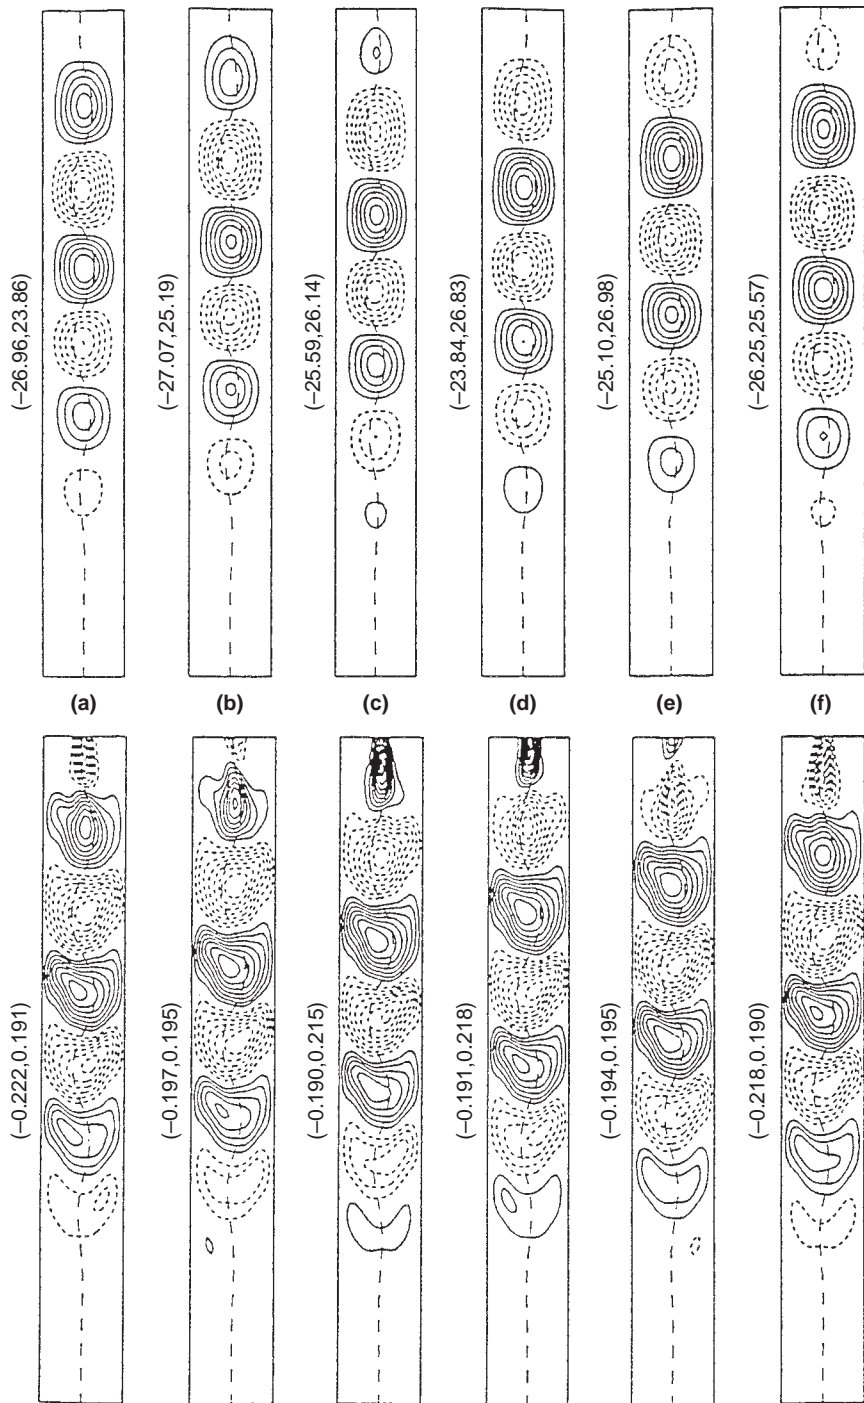 (−26.96,23.86)
(−27.07,25.19)
(−25.59,26.14)
(−23.84,26.83)
(−25.10,26.98)
(−26.25,25.57)
(a)
(b)
(c)
(d)
(e)
(f)
(−0.222,0.191)
(−0.197,0.195)
(−0.190,0.215)
(−0.191,0.218)
(−0.194,0.195)
(−0.218,0.190)